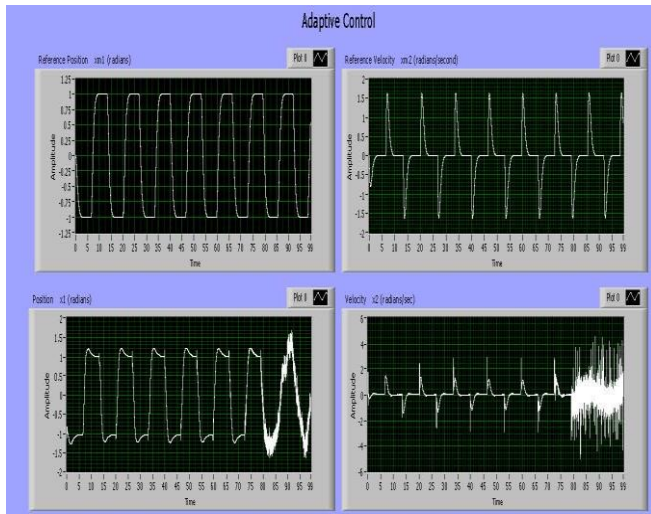 Adaptive Control
Reference Position xm1 (radians)
Plot 0
1.25
1
0.75
0.5
0.25
0
-0.25
-0.5
-0.75
-1
-1.25
Amplitude
0 5 10 15 20 25 30 35 40 45 50 55 60 65 70 75 80 85 90 95 99
Time
Reference Velocity xm2 (radians/second)
Plot 0
2
1.5
1
0.5
0
-0.5
-1
-1.5
-2
Amplitude
0 5 10 15 20 25 30 35 40 45 50 55 60 65 70 75 80 85 90 95 99
Time
Position x1 (radians)
Plot 0
2
1.5
1
0.5
0
-0.5
-1
-1.5
-2
Amplitude
0 5 10 15 20 25 30 35 40 45 50 55 60 65 70 75 80 85 90 95 99
Time
Velocity x2 (radians/sec)
Plot 0
6
4
2
0
-2
-4
-6
Amplitude
0 5 10 15 20 25 30 35 40 45 50 55 60 65 70 75 80 85 90 95 99
Time